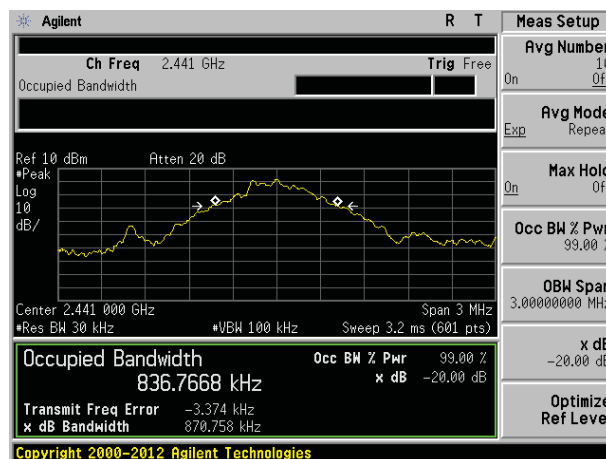 Agilent R T
Meas Setup
Ch Freq 2.441 GHz Trig Free
Occupied Bandwidth
Avg Number
On
Avg Mode
Exp
Ref 10 dBm Atten 20 dB
#Peak
Log
10
dB/
Max Hold
On
Occ BW % Pwr
99.00
OBW Span
3.00000000
Center 2.441 000 GHz Span 3 MHz
#Res BW 30 kHz #VBW 100 kHz Sweep 3.2 ms (601 pts)
x dB
-20.00 dB
Occupied Bandwidth
836.7668 kHz
Occ BW % Pwr 99.00 %
x dB -20.00 dB
Transmit Freq Error -3.374 kHz
x dB Bandwidth 870.758 kHz
Optimize
Ref Level
Copyright 2000-2012 Agilent Technologies